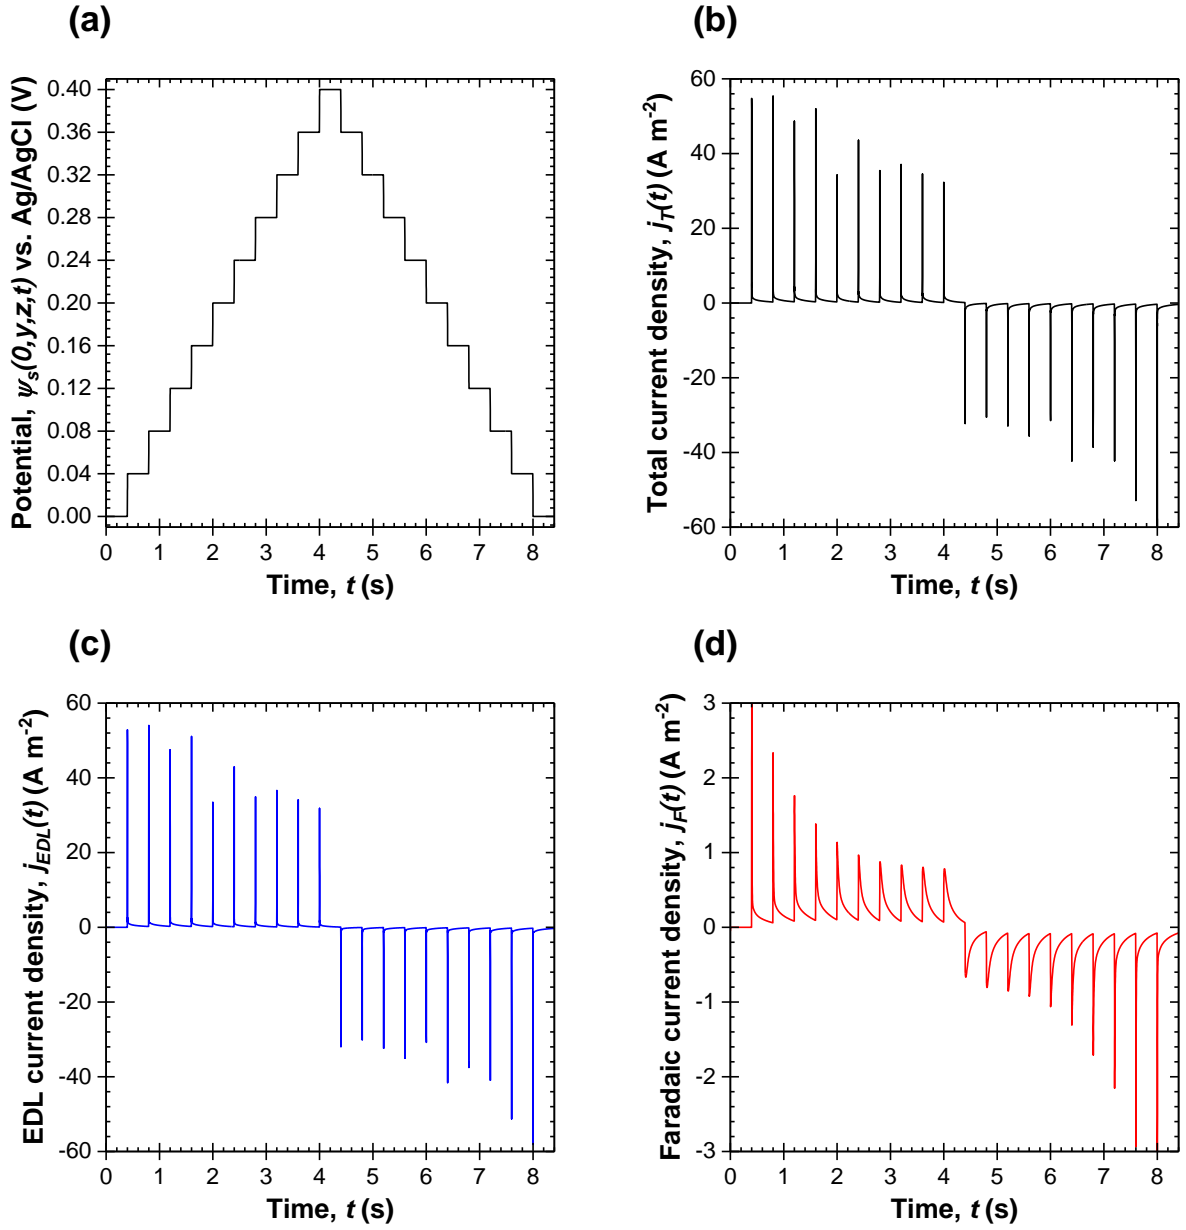 (a)
Potential, ψs(0,y,z,t) vs. Ag/AgCl (V)
0.40
0.36
0.32
0.28
0.24
0.20
0.16
0.12
0.08
0.04
0.00
0 1 2 3 4 5 6 7 8
Time, t (s)
(b)
Total current density, jT(t) (A m-2)
60
40
20
0
-20
-40
-60
0 1 2 3 4 5 6 7 8
Time, t (s)
(c)
EDL current density, jEDL(t) (A m-2)
60
40
20
0
-20
-40
-60
0 1 2 3 4 5 6 7 8
Time, t (s)
(d)
Faradaic current density, jF(t) (A m-2)
3
2
1
0
-1
-2
-3
0 1 2 3 4 5 6 7 8
Time, t (s)